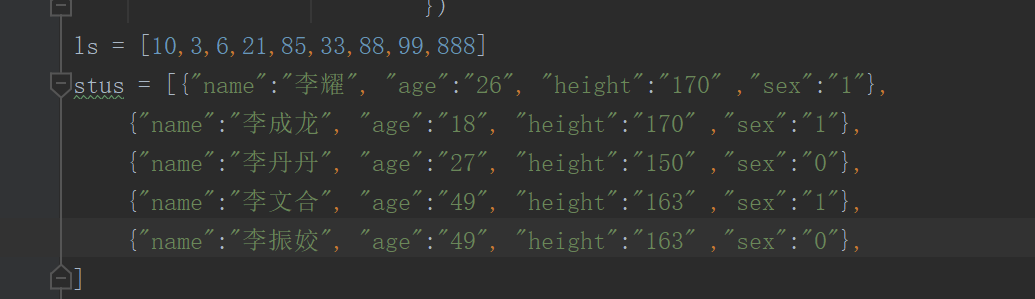 })
ls = [10,3,6,21,85,33,88,99,888]
stus = [{"name":"李耀", "age":"26", "height":"170" ,"sex":"1"},
{"name":"李成龙", "age":"18", "height":"170" ,"sex":"1"},
{"name":"李丹丹", "age":"27", "height":"150" ,"sex":"0"},
{"name":"李文合", "age":"49", "height":"163" ,"sex":"1"},
{"name":"李振姣", "age":"49", "height":"163" ,"sex":"0"},
]